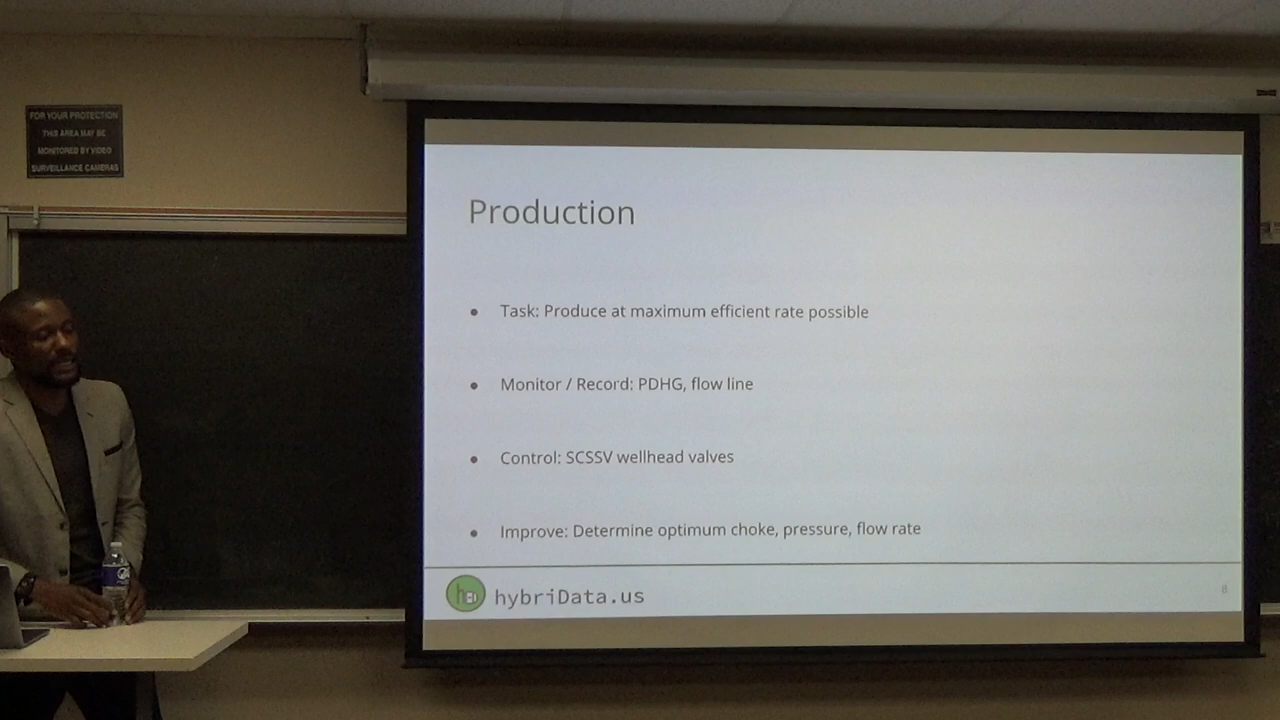 FOR YOUR PROTECTION
THIS AREA MAY BE
MONITORED BY VIDEO
SURVEILLANCE CAMERAS
Production
● Task: Produce at maximum efficient rate possible
● Monitor / Record: PDHG, flow line
● Control: SCSSV wellhead valves
● Improve: Determine optimum choke, pressure, flow rate
hybriData.us
8